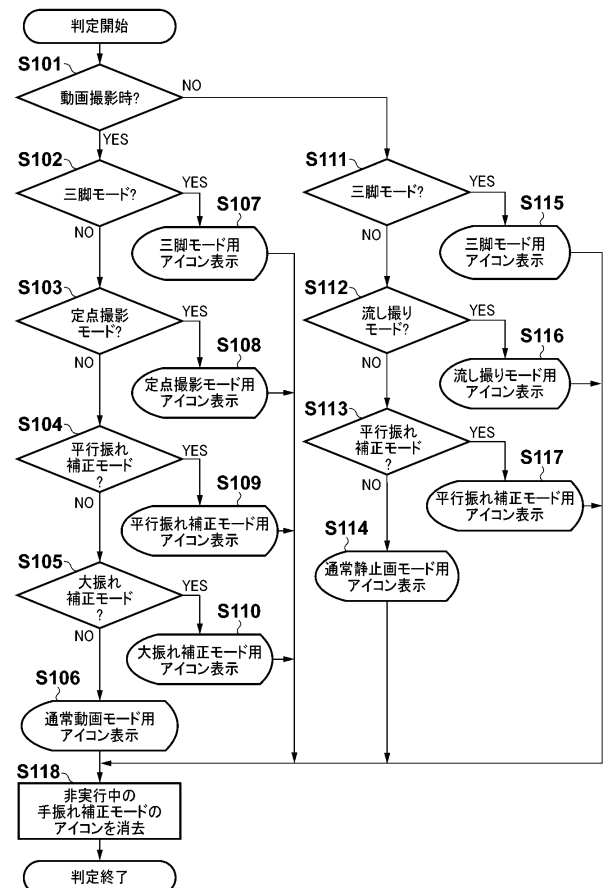 判定開始
S101
動画撮影時?
NO
YES
S102
三脚モード?
YES
NO
S107
三脚モード用
アイコン表示
S103
定点撮影
モード?
YES
NO
S108
定点撮影モード用
アイコン表示
S104
平行振れ
補正モード
?
YES
NO
S109
平行振れ補正モード用
アイコン表示
S105
大振れ
補正モード
?
YES
NO
S110
大振れ補正モード用
アイコン表示
S106
通常動画モード用
アイコン表示
S111
三脚モード?
YES
NO
S115
三脚モード用
アイコン表示
S112
流し撮り
モード?
YES
NO
S116
流し撮りモード用
アイコン表示
S113
平行振れ
補正モード
?
YES
NO
S117
平行振れ補正モード用
アイコン表示
S114
通常静止画モード用
アイコン表示
S118
非実行中の
手振れ補正モードの
アイコンを消去
判定終了